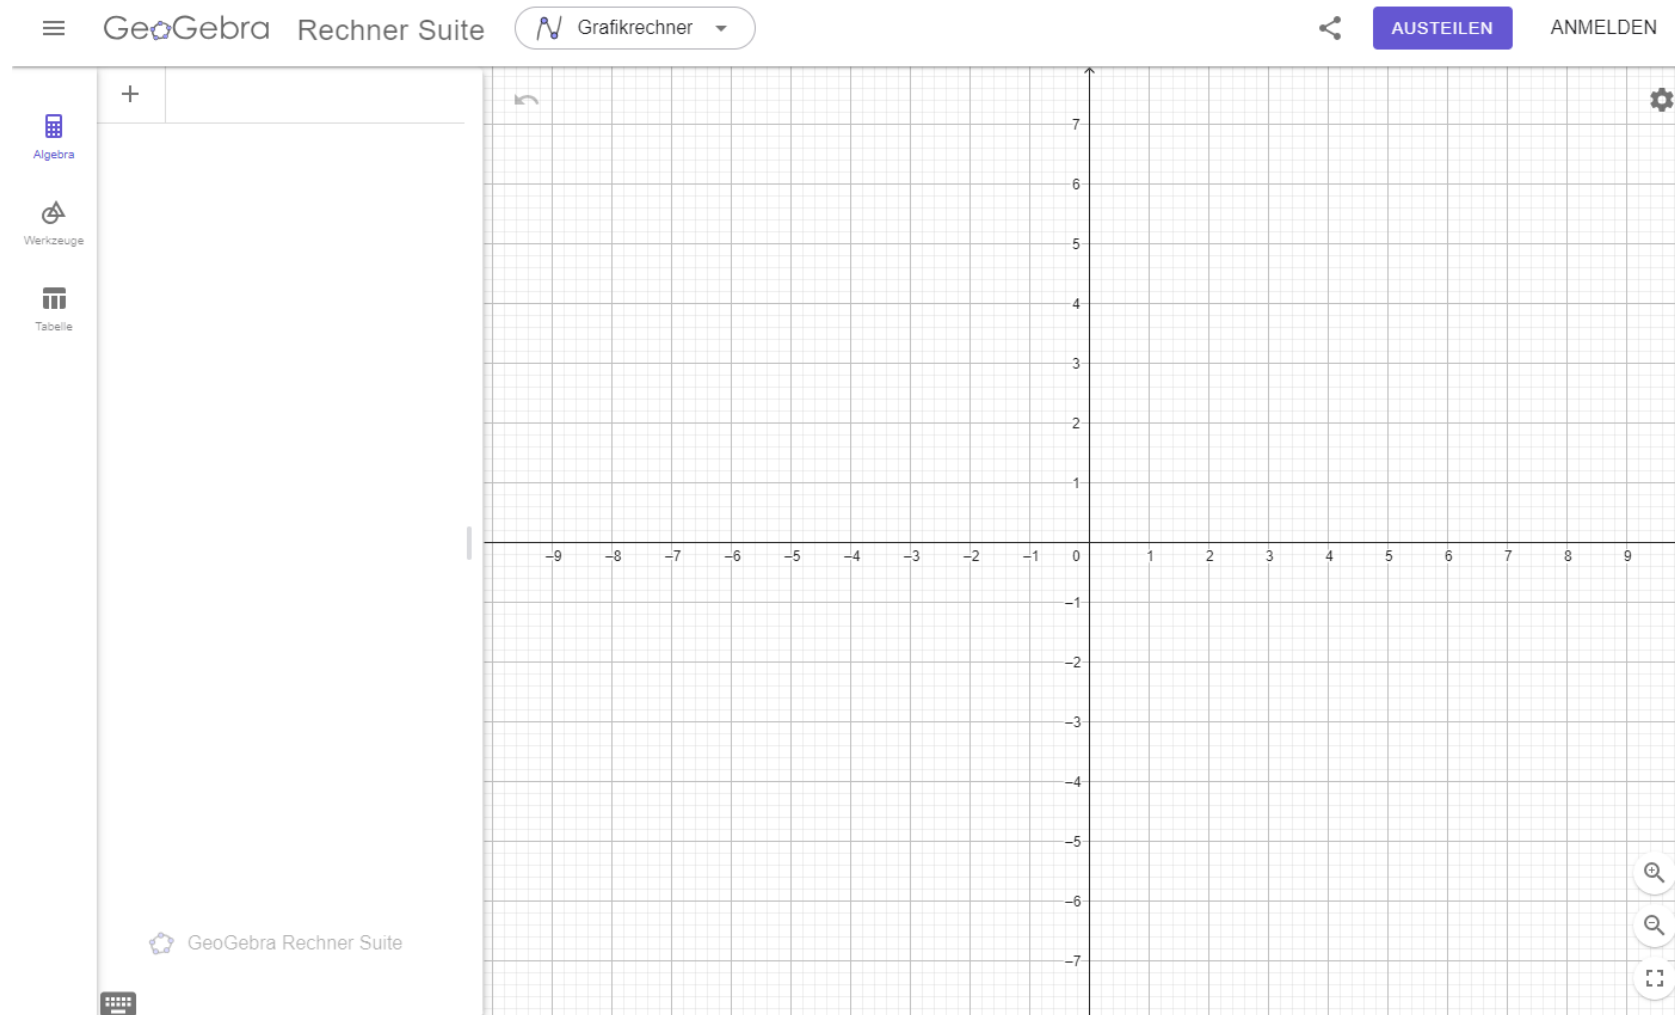 GeoGebra Rechner Suite Grafikrechner AUSTEILEN ANMELDEN
+
Algebra
Werkzeuge
Tabelle
7
6
5
4
3
2
1
–9 –8 –7 –6 –5 –4 –3 –2 –1 0 1 2 3 4 5 6 7 8 9
–1
–2
–3
–4
–5
–6
–7
GeoGebra Rechner Suite